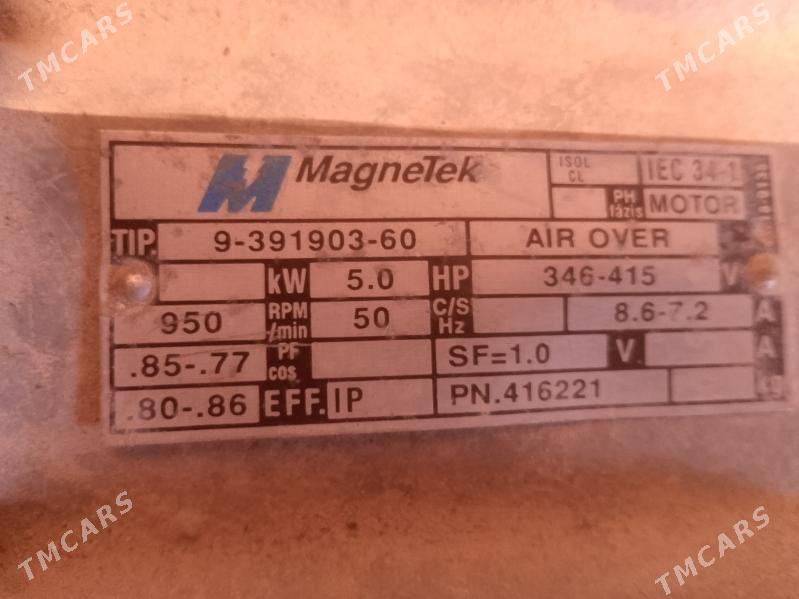 TMCARS
TMCARS
MagneTek
ISOL CL
IEC 34-1
PH fázis
MOTOR
TIP. 9-391903-60 AIR OVER
kW 5.0 HP 346-415 V
950 RPM /min 50 C/S Hz 8.6-7.2 A
.85-.77 PF cos SF=1.0 V A
.80-.86 EFF. IP PN.416221 kg
TMCARS
TMCARS